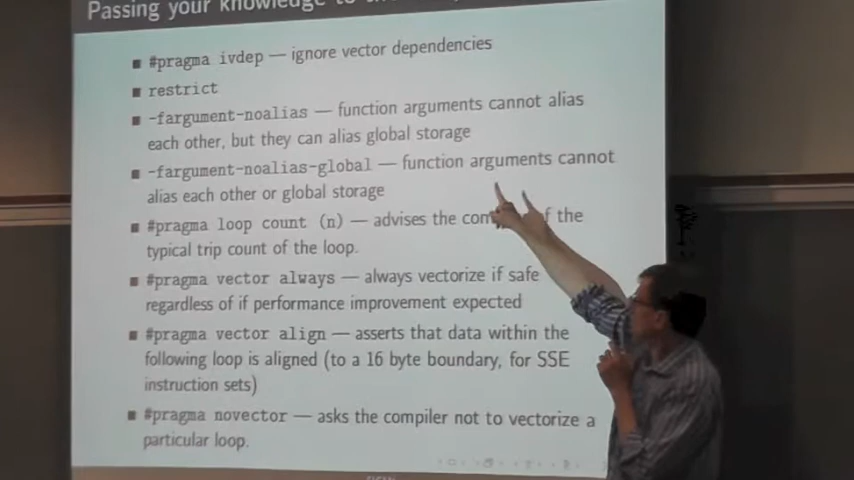 Passing your knowledge to
#pragma ivdep — ignore vector dependencies
restrict
-fargument-noalias — function arguments cannot alias
each other, but they can alias global storage
-fargument-noalias-global — function arguments cannot
alias each other or global storage
#pragma loop count (n) — advises the of the
typical trip count of the loop.
#pragma vector always — always vectorize if safe
regardless of if performance improvement expected
#pragma vector align — asserts that data within the
following loop is aligned (to a 16 byte boundary, for SSE
instruction sets)
#pragma novector — asks the compiler not to vectorize a
particular loop.